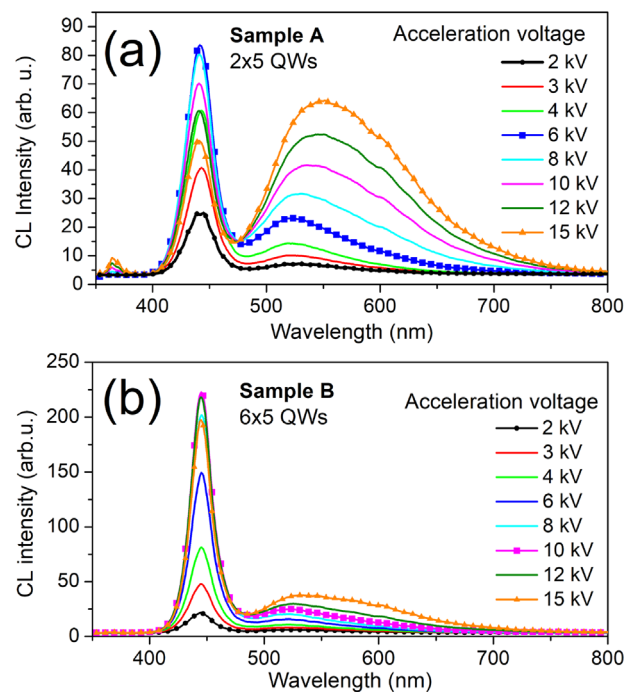 (a)
Sample A
2x5 QWs
Acceleration voltage
2 kV
3 kV
4 kV
6 kV
8 kV
10 kV
12 kV
15 kV
CL Intensity (arb. u.)
90
80
70
60
50
40
30
20
10
0
400 500 600 700 800
Wavelength (nm)
(b)
Sample B
6x5 QWs
Acceleration voltage
2 kV
3 kV
4 kV
6 kV
8 kV
10 kV
12 kV
15 kV
CL intensity (arb.u.)
250
200
150
100
50
0
400 500 600 700 800
Wavelength (nm)